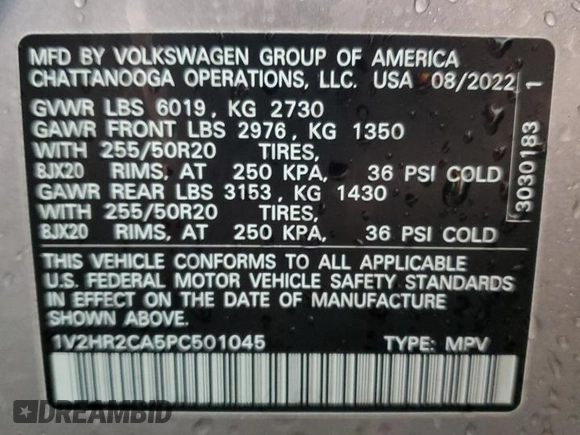 MFD BY VOLKSWAGEN GROUP OF AMERICA
CHATTANOOGA OPERATIONS, LLC. USA 08/2022
GVWR LBS 6019, KG 2730
GAWR FRONT LBS 2976, KG 1350
WITH 255/50R20 TIRES,
8JX20 RIMS, AT 250 KPA, 36 PSI COLD
GAWR REAR LBS 3153, KG 1430
WITH 255/50R20 TIRES,
8JX20 RIMS, AT 250 KPA, 36 PSI COLD
THIS VEHICLE CONFORMS TO ALL APPLICABLE
U.S. FEDERAL MOTOR VEHICLE SAFETY STANDARDS
IN EFFECT ON THE DATE OF MANUFACTURE
SHOWN ABOVE.
1V2HR2CA5PC501045 TYPE: MPV
3030183 1
DREAMBID